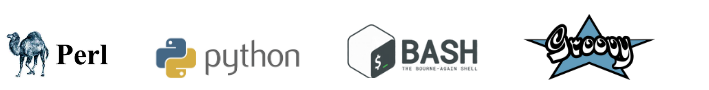 Perl
python
$_
BASH
THE BOURNE-AGAIN SHELL
Groovy